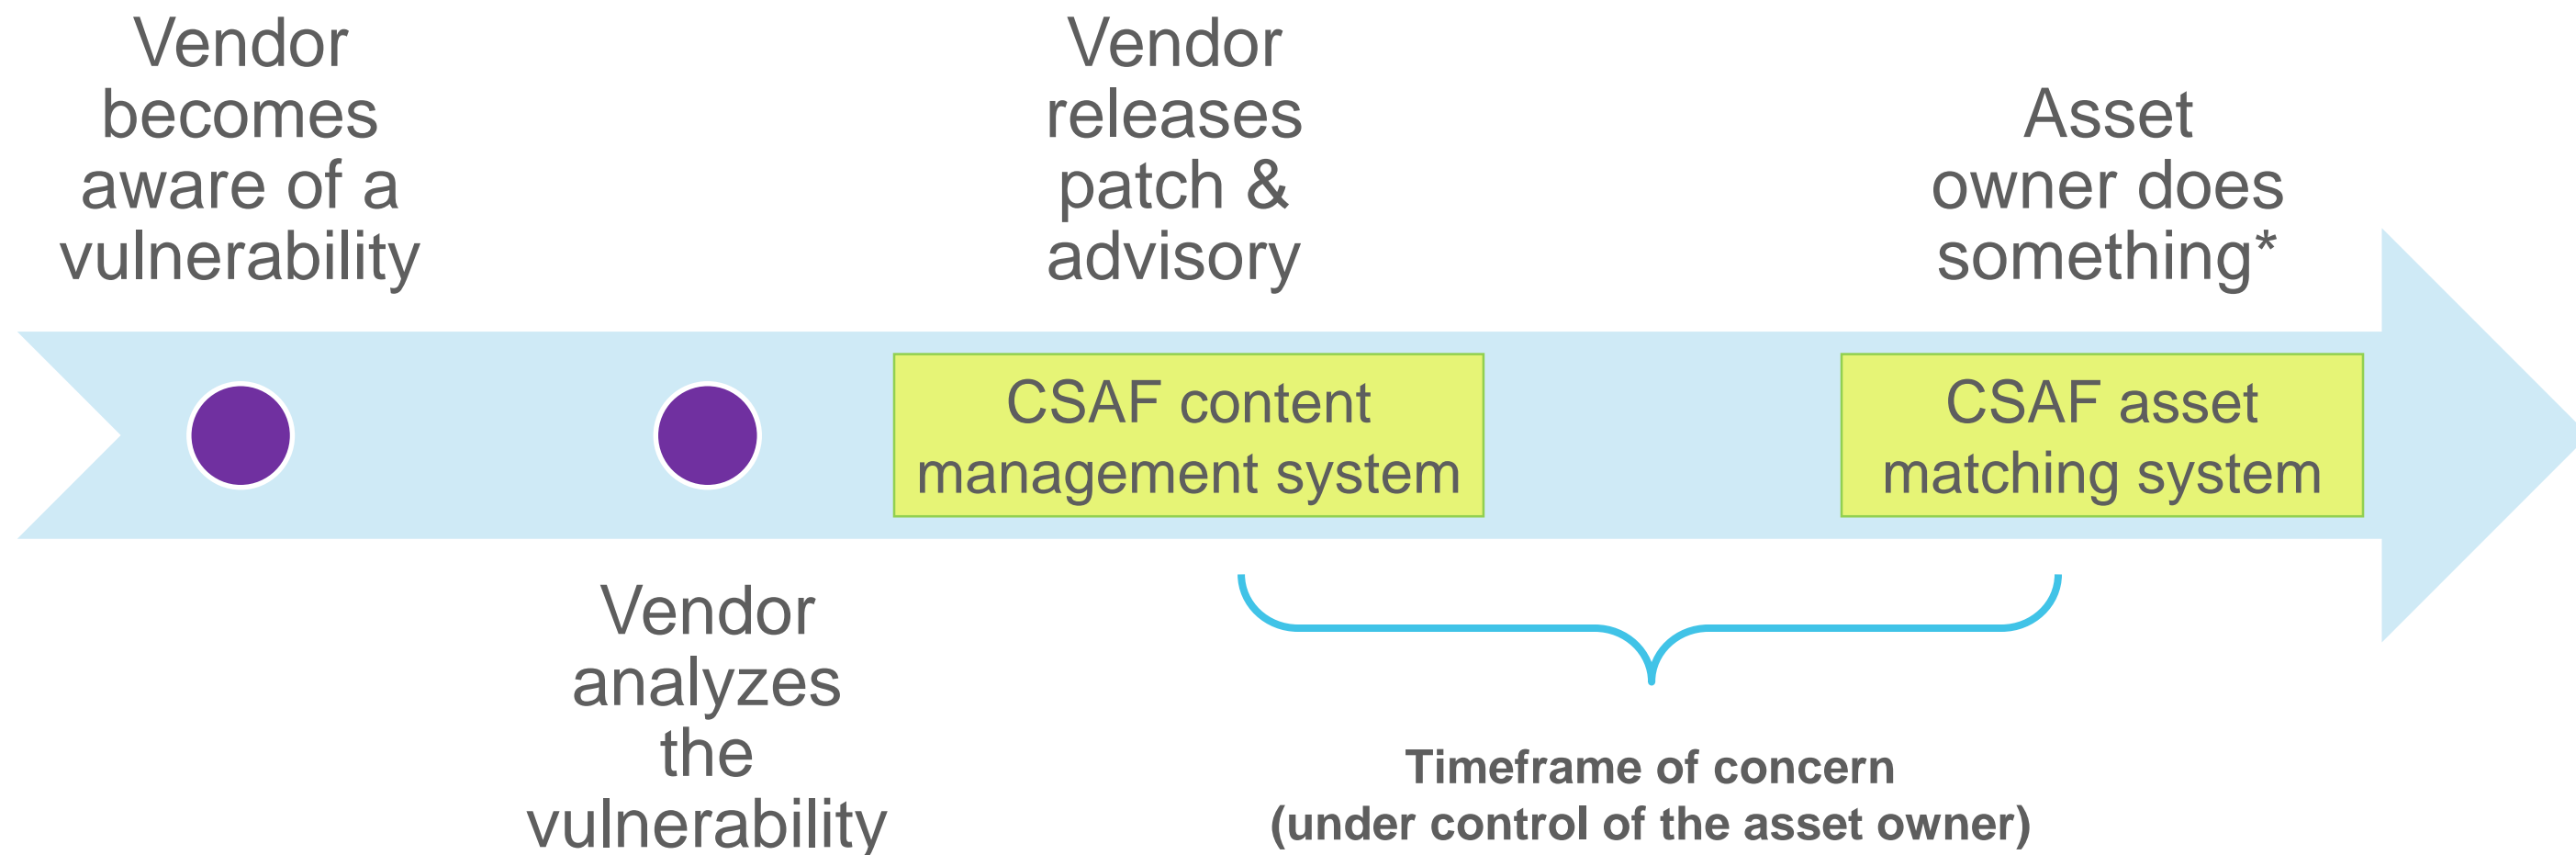 Vendor
becomes
aware of a
vulnerability
Vendor
analyzes
the
vulnerability
Vendor
releases
patch &
advisory
CSAF content
management system
Asset
owner does
something*
CSAF asset
matching system
Timeframe of concern
(under control of the asset owner)